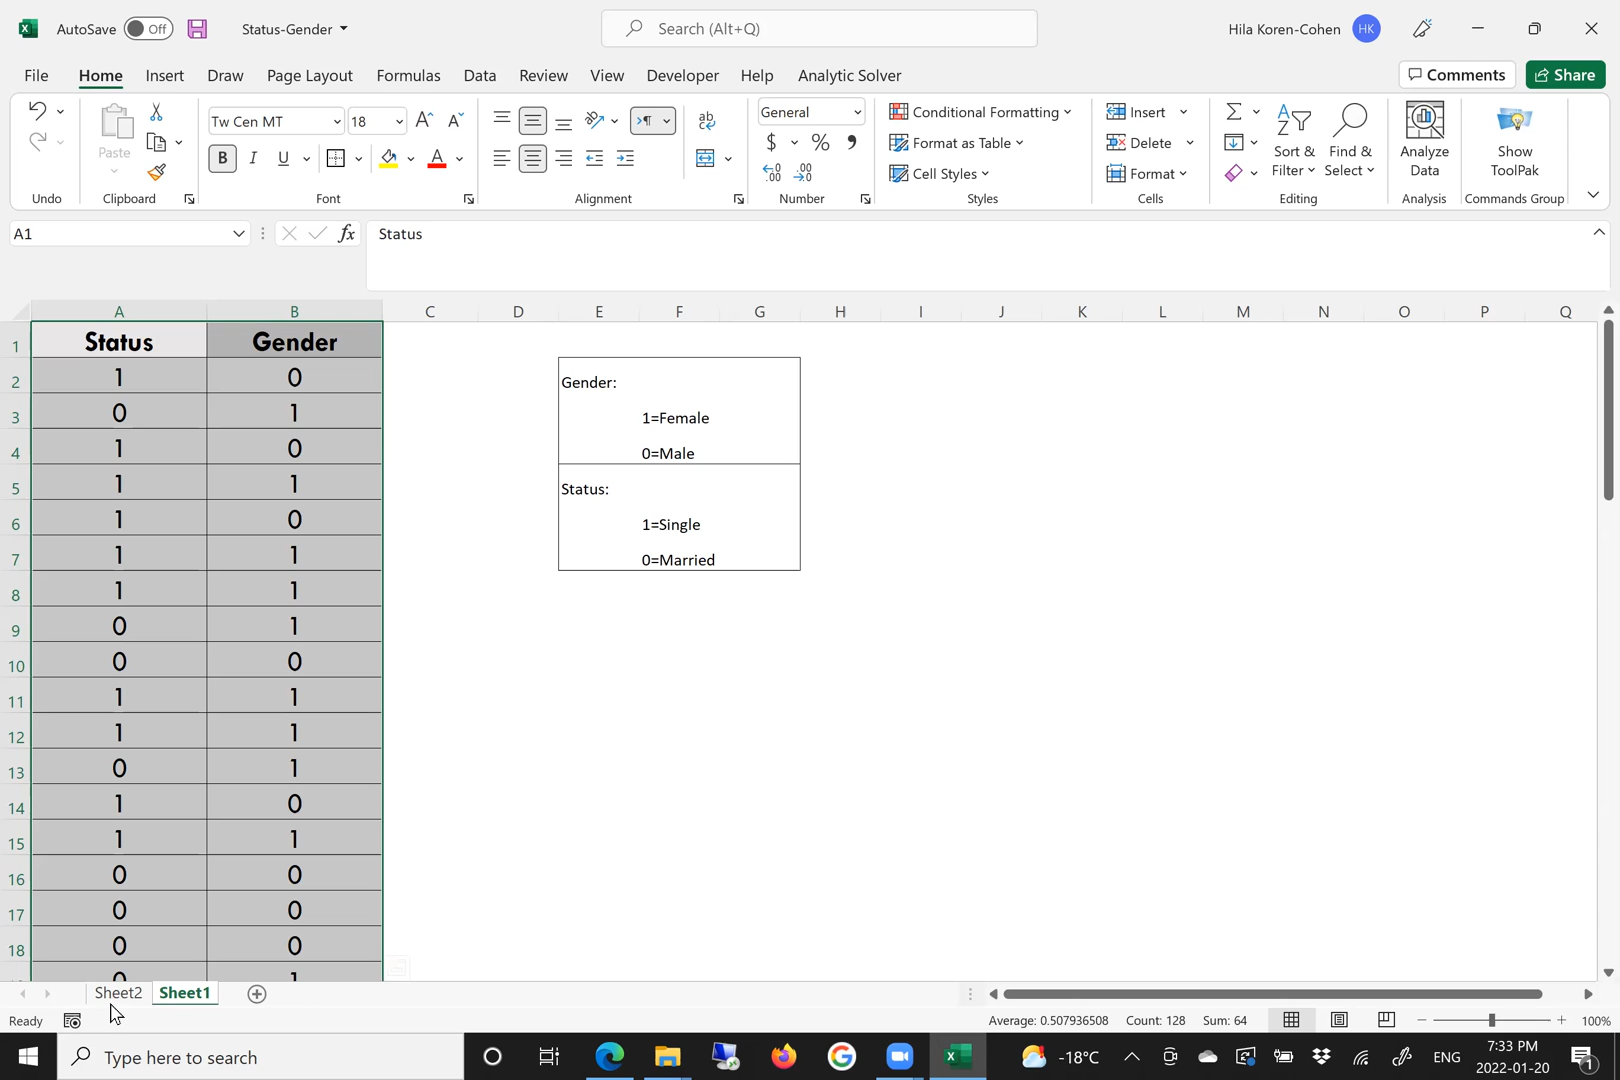 AutoSave Off Status-Gender Search (Alt+Q) Hila Koren-Cohen HK
File Home Insert Draw Page Layout Formulas Data Review View Developer Help Analytic Solver Comments Share
Tw Cen MT 18 General Conditional Formatting Insert
Paste B I U A $ % Format as Table Delete Sort & Filter Find & Select Analyze Data Show ToolPak
Cell Styles Format
Undo Clipboard Font Alignment Number Styles Cells Editing Analysis Commands Group
A1 fx Status
A B C D E F G H I J K L M N O P Q
1 Status Gender
2 1 0 Gender:
3 0 1 1=Female
4 1 0 0=Male
5 1 1 Status:
6 1 0 1=Single
7 1 1 0=Married
8 1 1
9 0 1
10 0 0
11 1 1
12 1 1
13 0 1
14 1 0
15 1 1
16 0 0
17 0 0
18 0 0
0 1
Sheet2 Sheet1
Ready Average: 0.507936508 Count: 128 Sum: 64 100%
Type here to search -18°C ENG 7:33 PM
2022-01-20 1